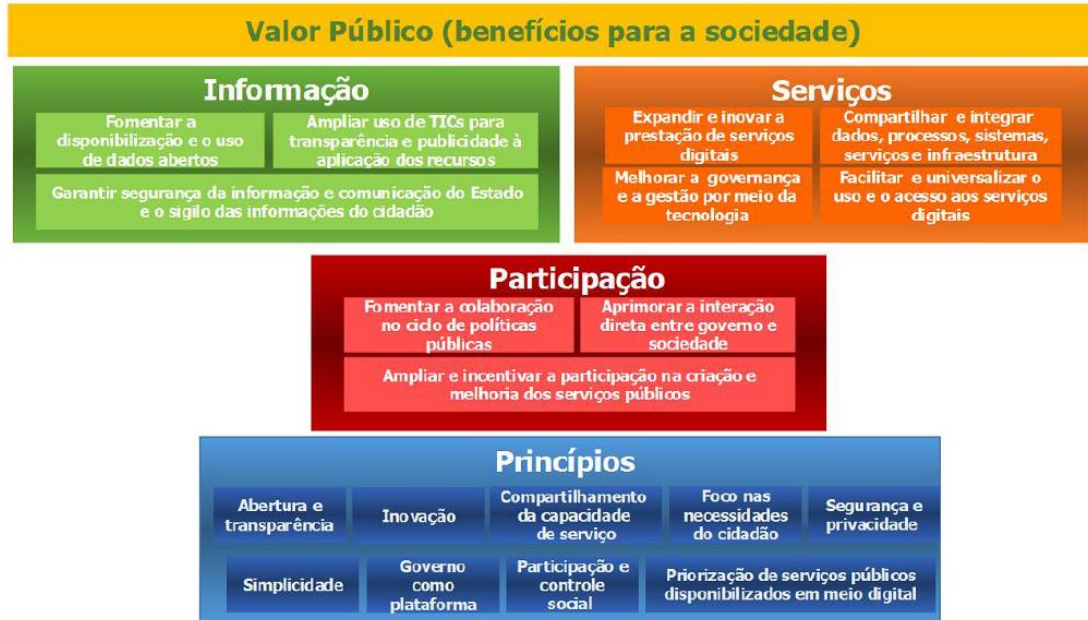 Valor Público (benefícios para a sociedade)
Informação
Fomentar a
disponibilização e o uso
de dados abertos
Ampliar uso de TICs para
transparência e publicidade à
aplicação dos recursos
Garantir segurança da informação e comunicação do Estado
e o sigilo das informações do cidadão
Serviços
Expandir e inovar a
prestação de serviços
digitais
Compartilhar e integrar
dados, processos, sistemas,
serviços e infraestrutura
Melhorar a governança
e a gestão por meio da
tecnologia
Facilitar e universalizar o
uso e o acesso aos serviços
digitais
Participação
Fomentar a colaboração
no ciclo de políticas
públicas
Aprimorar a interação
direta entre governo e
sociedade
Ampliar e incentivar a participação na criação e
melhoria dos serviços públicos
Princípios
Abertura e
transparência
Inovação
Compartilhamento
da capacidade
de serviço
Foco nas
necessidades
do cidadão
Segurança e
privacidade
Simplicidade
Governo
como
plataforma
Participação e
controle
social
Priorização de serviços públicos
disponibilizados em meio digital